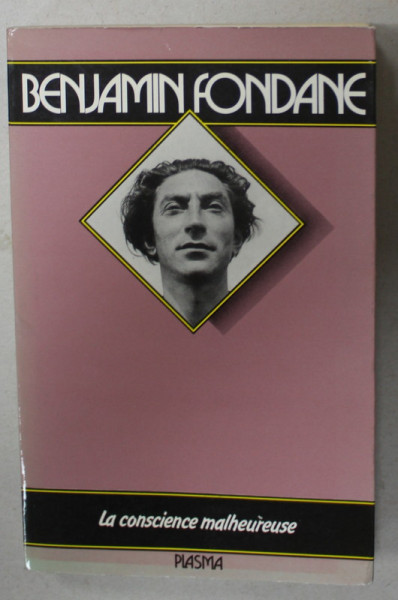 BENJAMIN FONDANE
La conscience malheureuse
PLASMA